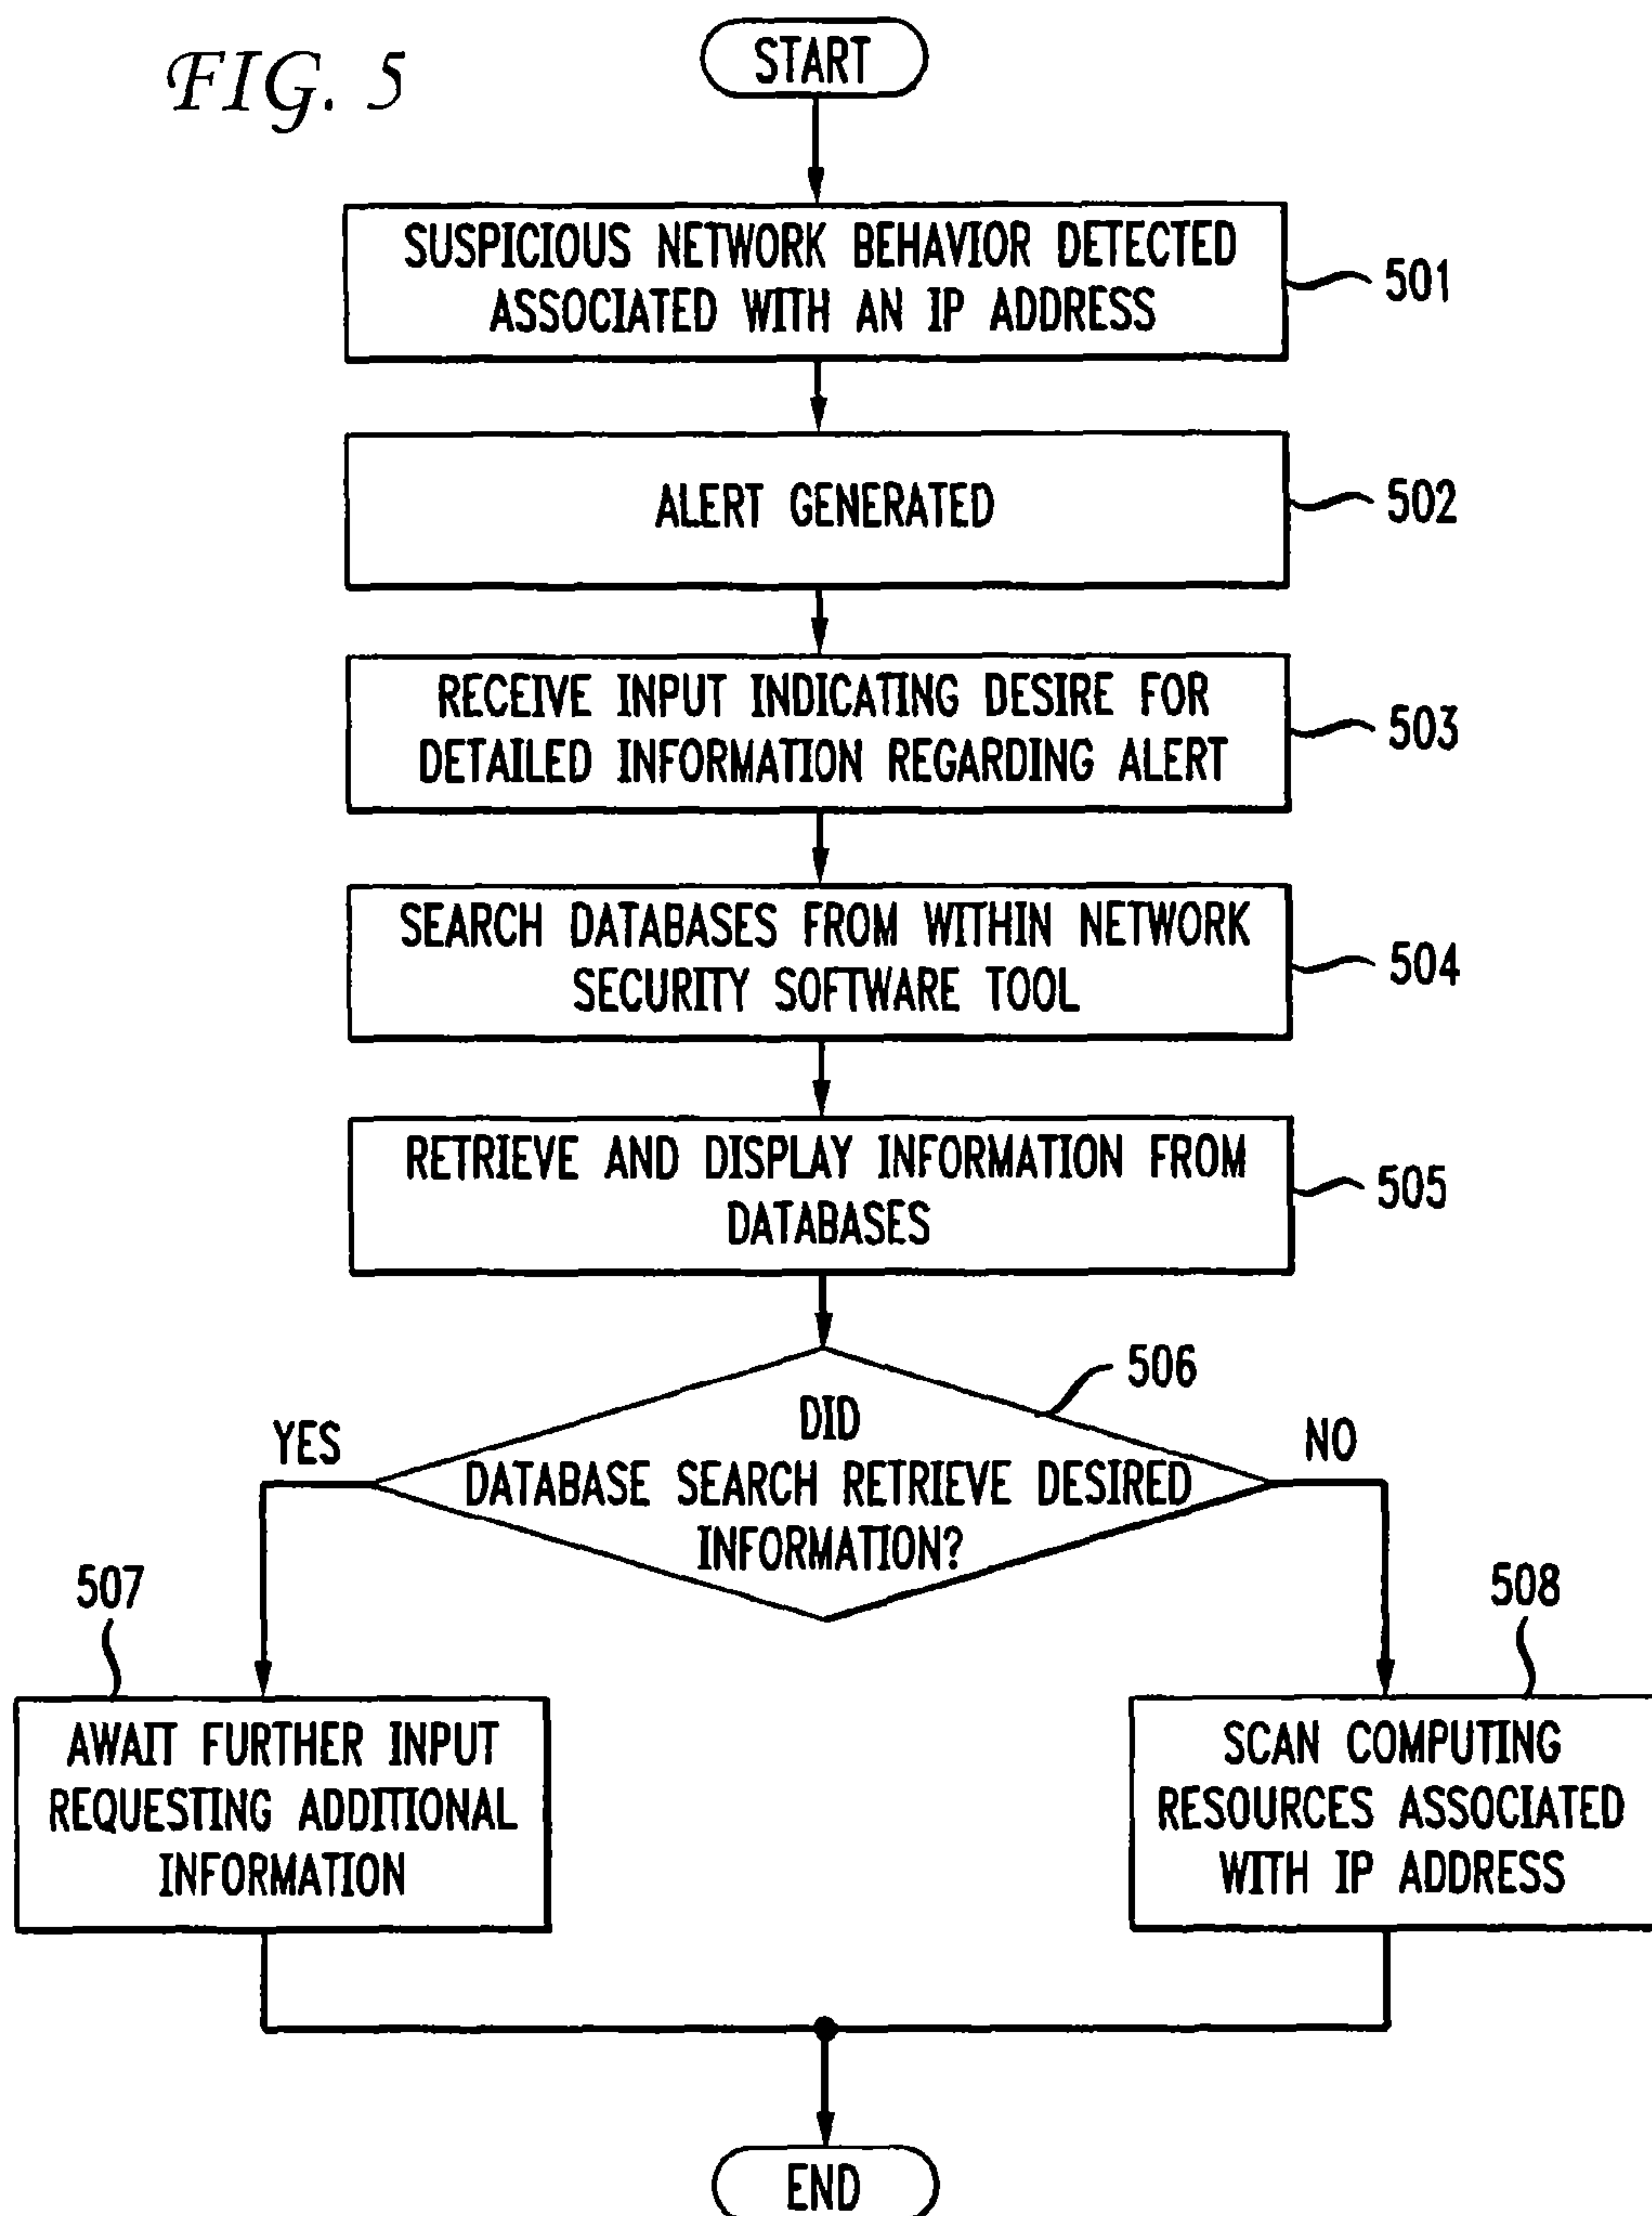 FIG. 5
START
SUSPICIOUS NETWORK BEHAVIOR DETECTED
ASSOCIATED WITH AN IP ADDRESS
501
ALERT GENERATED
502
RECEIVE INPUT INDICATING DESIRE FOR
DETAILED INFORMATION REGARDING ALERT
503
SEARCH DATABASES FROM WITHIN NETWORK
SECURITY SOFTWARE TOOL
504
RETRIEVE AND DISPLAY INFORMATION FROM
DATABASES
505
506
DID
DATABASE SEARCH RETRIEVE DESIRED
INFORMATION?
YES
NO
507
AWAIT FURTHER INPUT
REQUESTING ADDITIONAL
INFORMATION
508
SCAN COMPUTING
RESOURCES ASSOCIATED
WITH IP ADDRESS
END